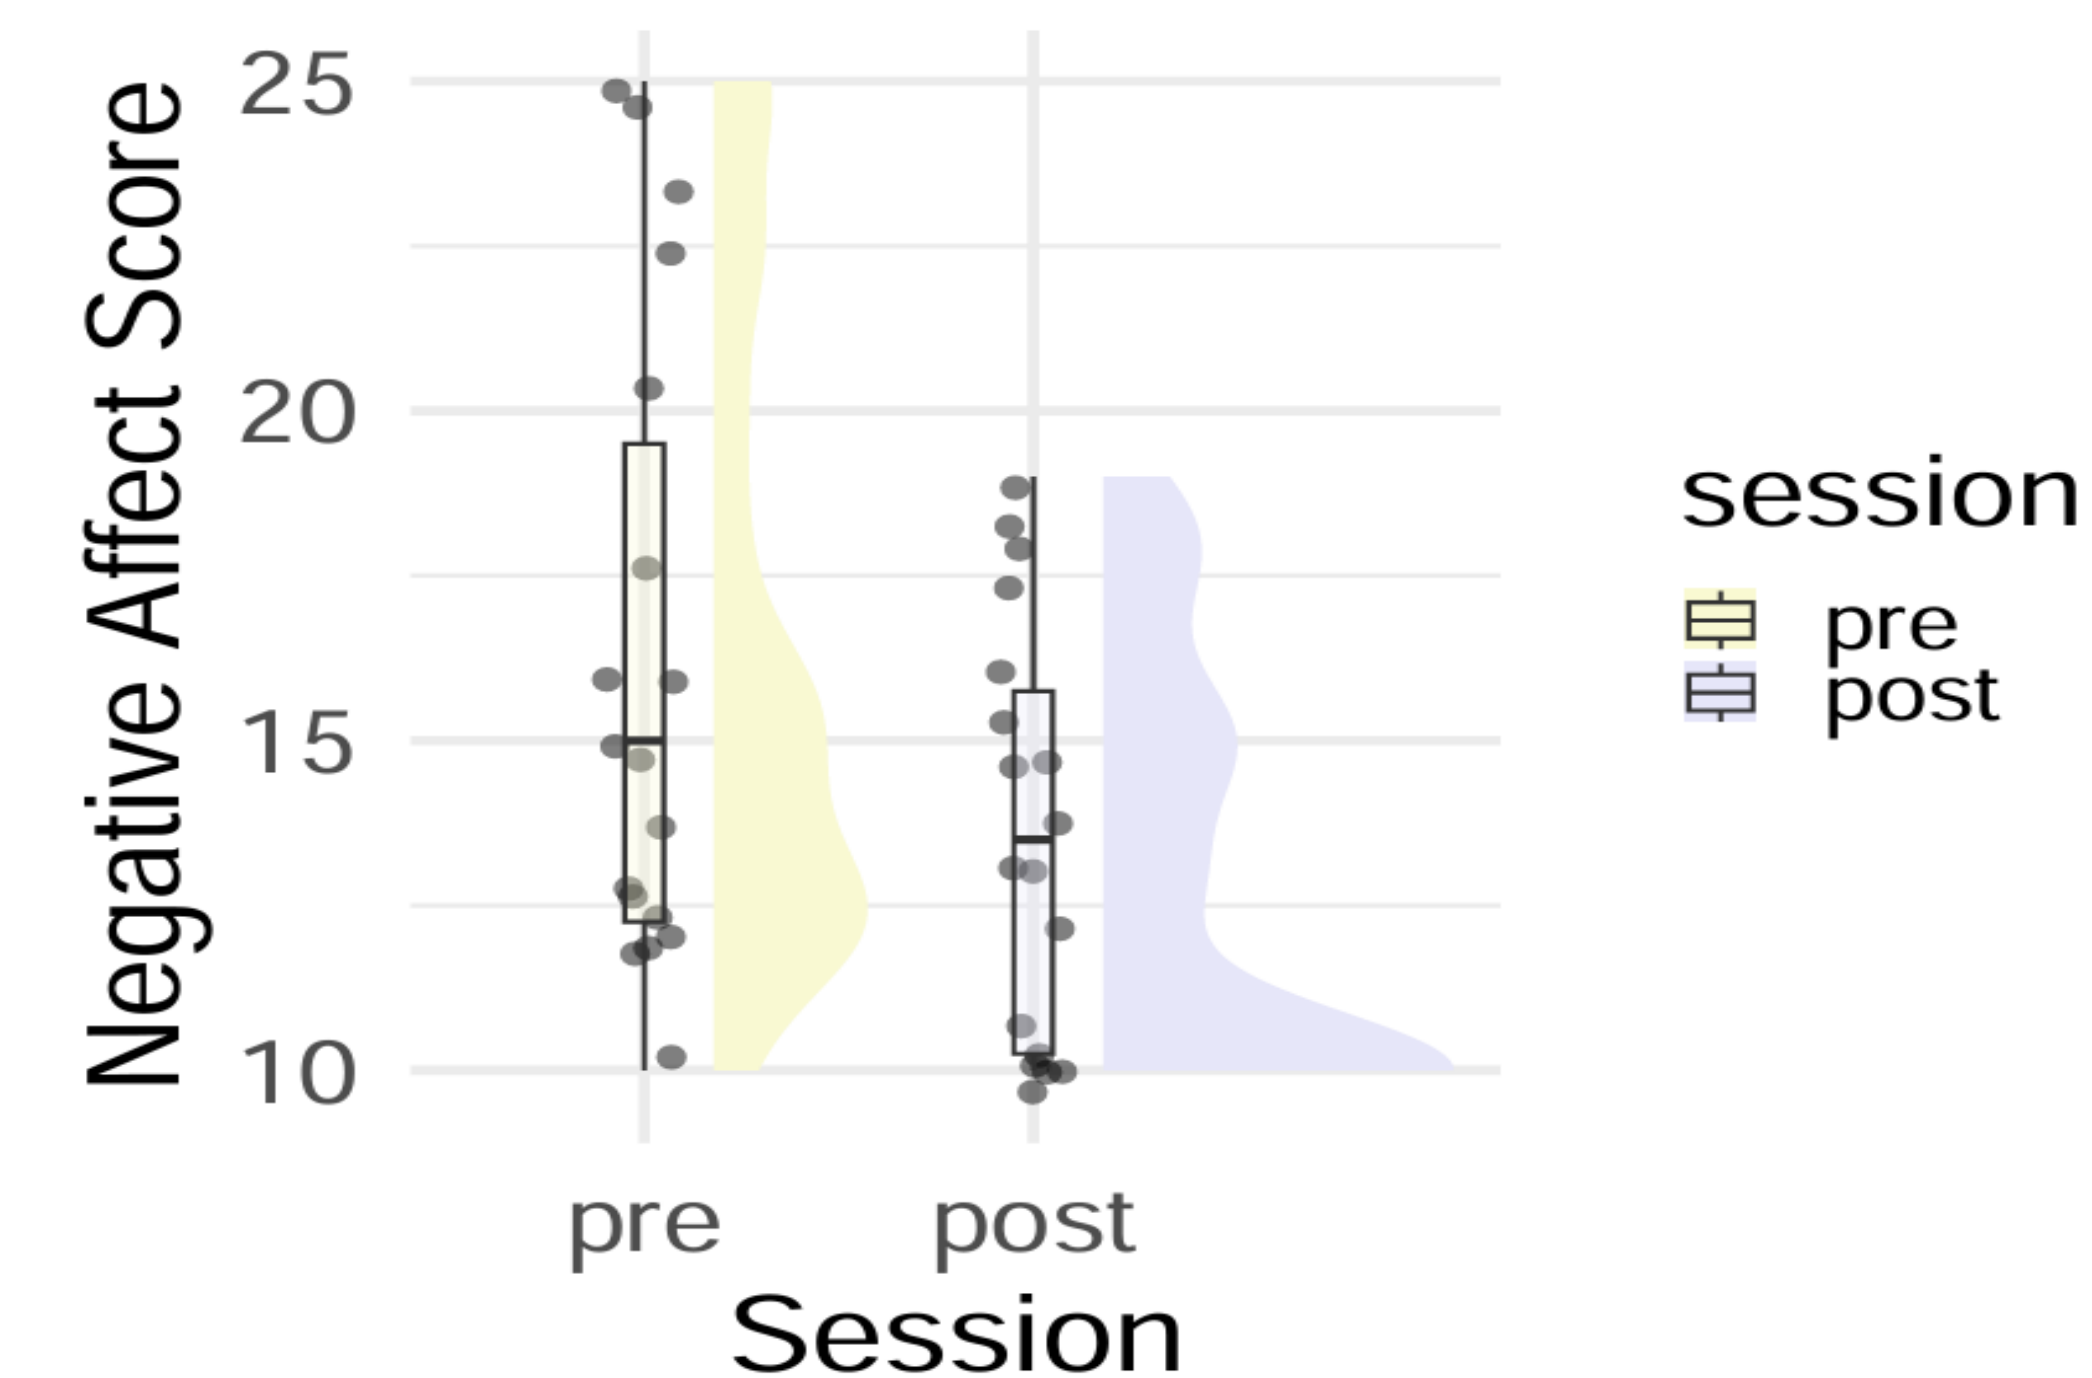 Negative Affect Score
25
20
15
10
pre
post
Session
session
pre
post